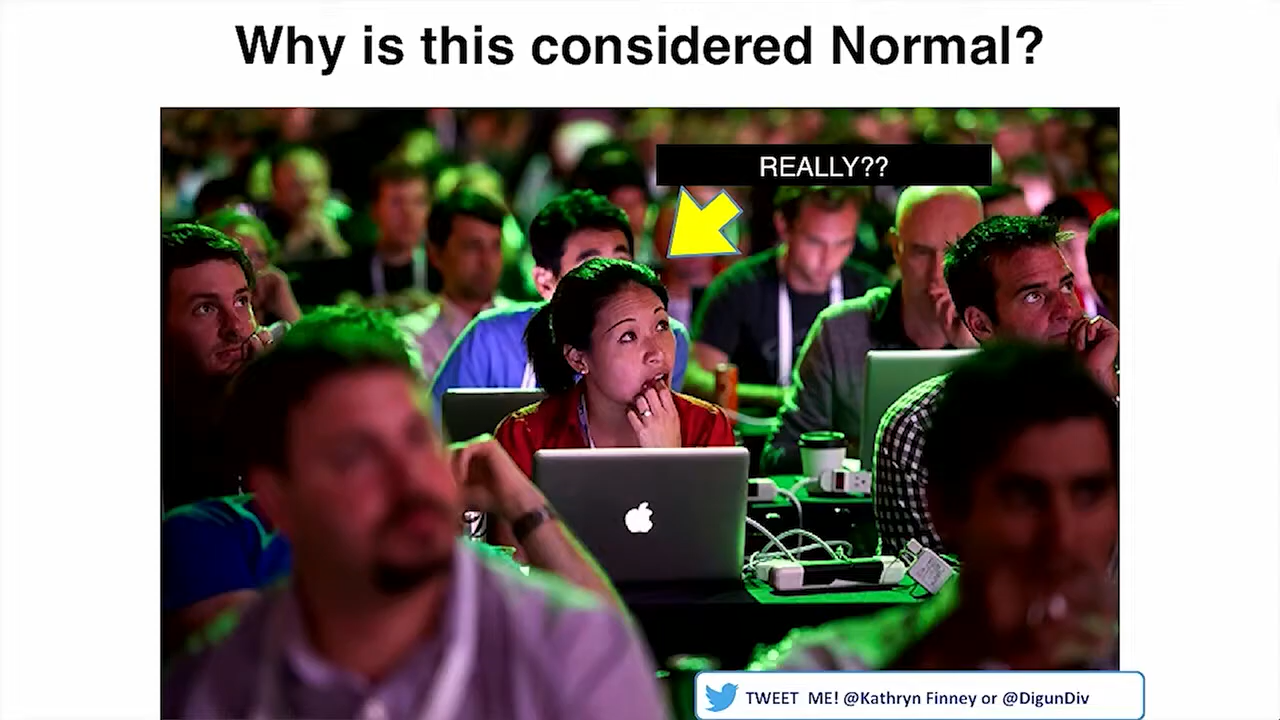 Why is this considered Normal?
REALLY??
TWEET  ME! @Kathryn Finney or @DigunDiv